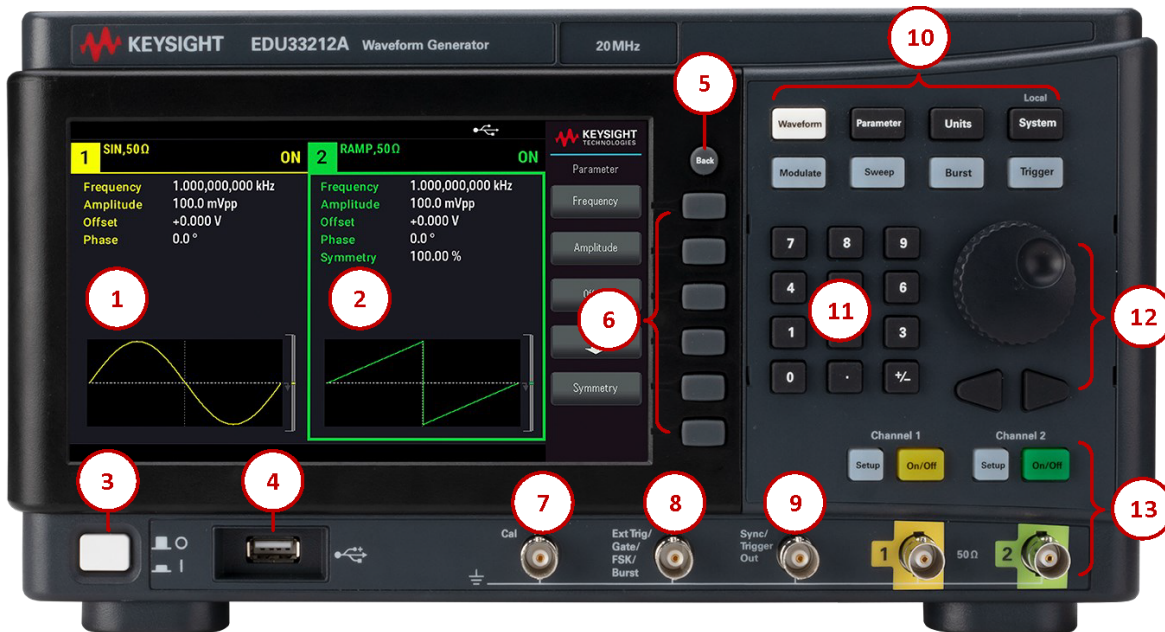 10
KEYSIGHT EDU33212A Waveform Generator
20 MHz
5
Local
Waveform
Parameter
Units
System
1
SIN,50Ω
ON
2
RAMP,50Ω
ON
KEYSIGHT
TECHNOLOGIES
Back
Parameter
Modulate
Sweep
Burst
Trigger
Frequency 1.000,000,000 kHz
Amplitude 100.0 mVpp
Offset +0.000 V
Phase 0.0 °
Frequency 1.000,000,000 kHz
Amplitude 100.0 mVpp
Offset +0.000 V
Phase 0.0 °
Symmetry 100.00 %
Frequency
Amplitude
Symmetry
7
8
9
4
6
1
3
0
.
+/-
1
2
6
11
12
Channel 1
Channel 2
Setup
On/Off
Setup
On/Off
3
4
7
8
9
13
Cal
Ext Trig/
Gate/
FSK/
Burst
Sync/
Trigger
Out
1
50Ω
2